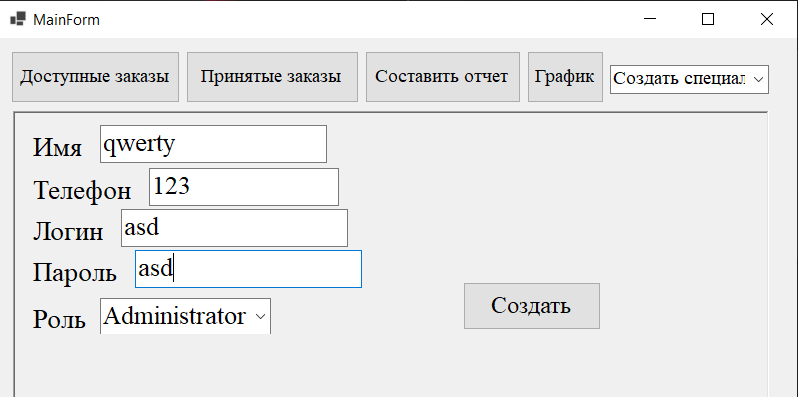 MainForm
Доступные заказы Принятые заказы Составить отчет График Создать специал
Имя qwerty
Телефон 123
Логин asd
Пароль asd
Роль Administrator
Создать